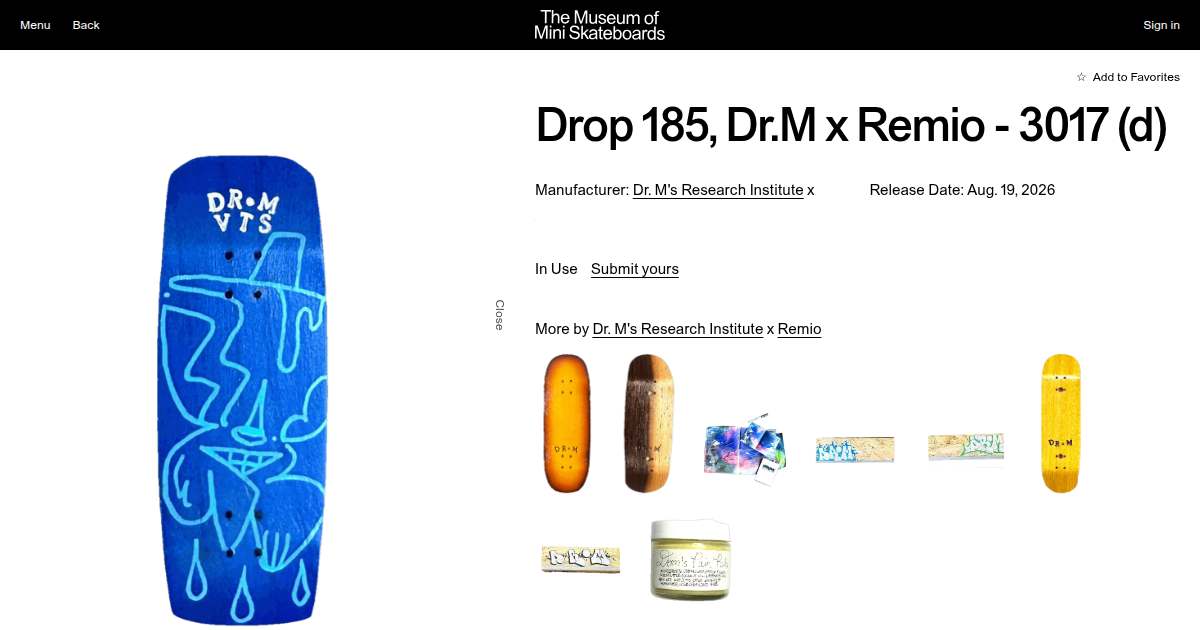 Menu
Back
The Museum of
Mini Skateboards
Sign in
☆ Add to Favorites
Drop 185, Dr.M x Remio - 3017 (d)
Manufacturer: Dr. M's Research Institute x
Release Date: Aug. 19, 2026
DR•M
VTS
In Use Submit yours
Close
More by Dr. M's Research Institute x Remio
DR•M
DR•M
DR•M